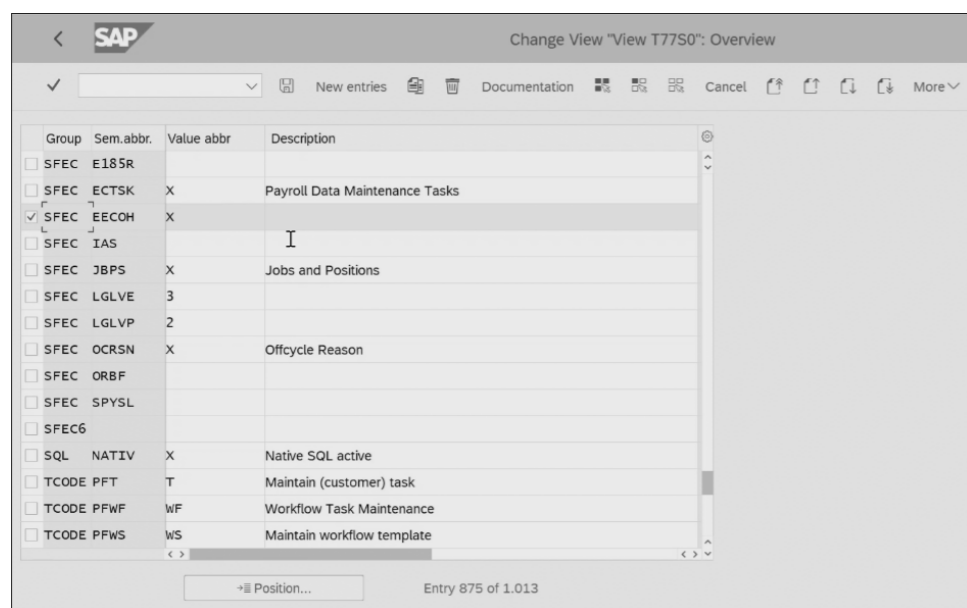 SAP
Change View "View T77S0": Overview
New entries Documentation Cancel More
Group Sem.abbr. Value abbr Description
SFEC E185R
SFEC ECTSK X Payroll Data Maintenance Tasks
SFEC EECOH X
SFEC IAS
SFEC JBPS X Jobs and Positions
SFEC LGLVE 3
SFEC LGLVP 2
SFEC OCRSN X Offcycle Reason
SFEC ORBF
SFEC SPYSL
SFEC6
SQL NATIV X Native SQL active
TCODE PFT T Maintain (customer) task
TCODE PFWF WF Workflow Task Maintenance
TCODE PFWS WS Maintain workflow template
Position... Entry 875 of 1.013